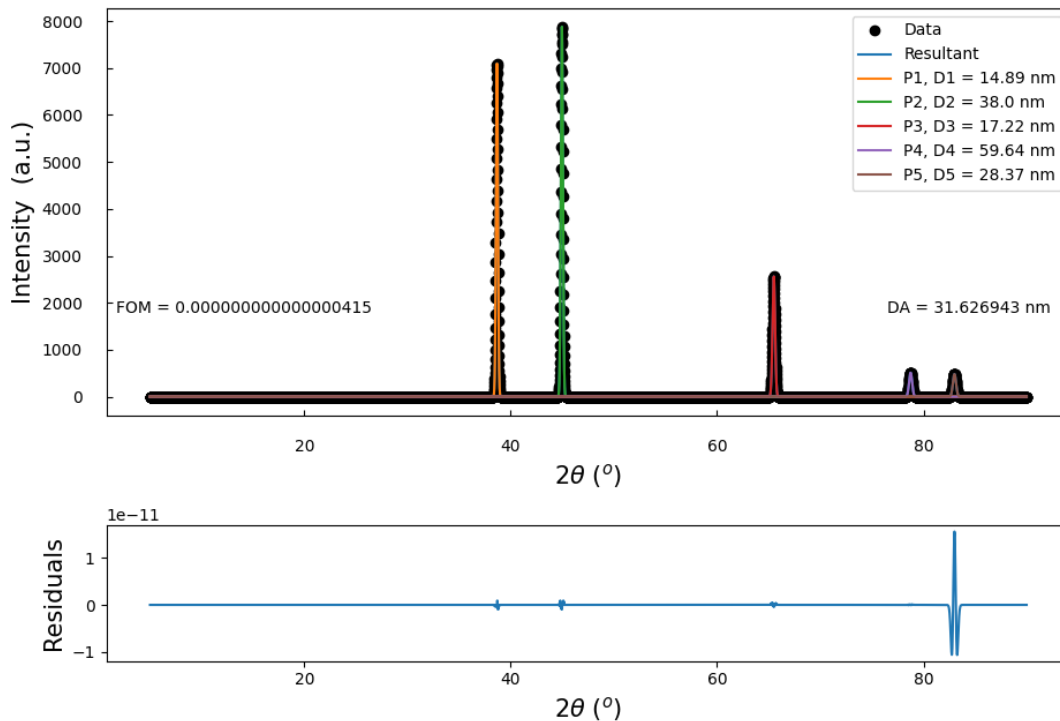 8000
7000
6000
5000
4000
3000
2000
1000
0
Intensity (a.u.)
Data
Resultant
P1, D1 = 14.89 nm
P2, D2 = 38.0 nm
P3, D3 = 17.22 nm
P4, D4 = 59.64 nm
P5, D5 = 28.37 nm
FOM = 0.000000000000000415
DA = 31.626943 nm
20 40 60 80
2θ (°)
1e−11
1
0
−1
Residuals
20 40 60 80
2θ (°)